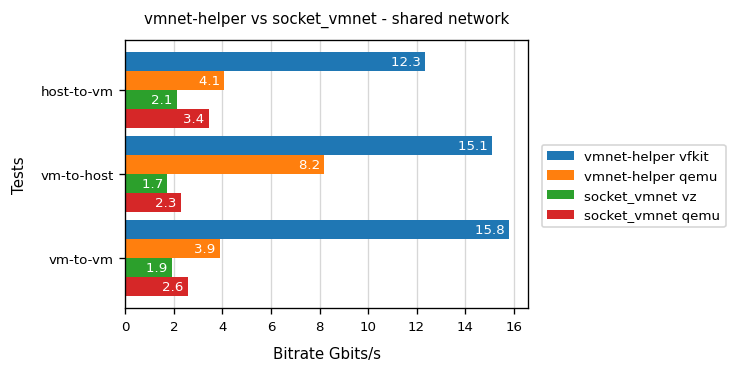 vmnet-helper vs socket_vmnet - shared network
Tests
host-to-vm
12.3
4.1
2.1
3.4
vm-to-host
15.1
8.2
1.7
2.3
vm-to-vm
15.8
3.9
1.9
2.6
0 2 4 6 8 10 12 14 16
Bitrate Gbits/s
vmnet-helper vfkit
vmnet-helper qemu
socket_vmnet vz
socket_vmnet qemu